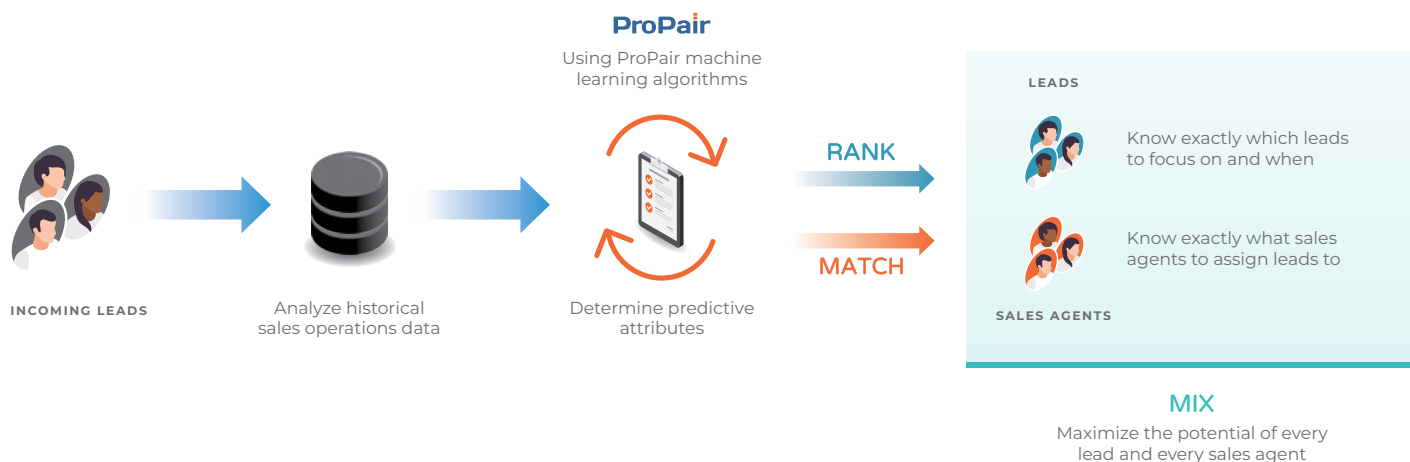 ProPair
Using ProPair machine
learning algorithms
LEADS
RANK
Know exactly which leads
to focus on and when
Know exactly what sales
agents to assign leads to
MATCH
INCOMING LEADS
Analyze historical
sales operations data
Determine predictive
attributes
SALES AGENTS
MIX
Maximize the potential of every
lead and every sales agent